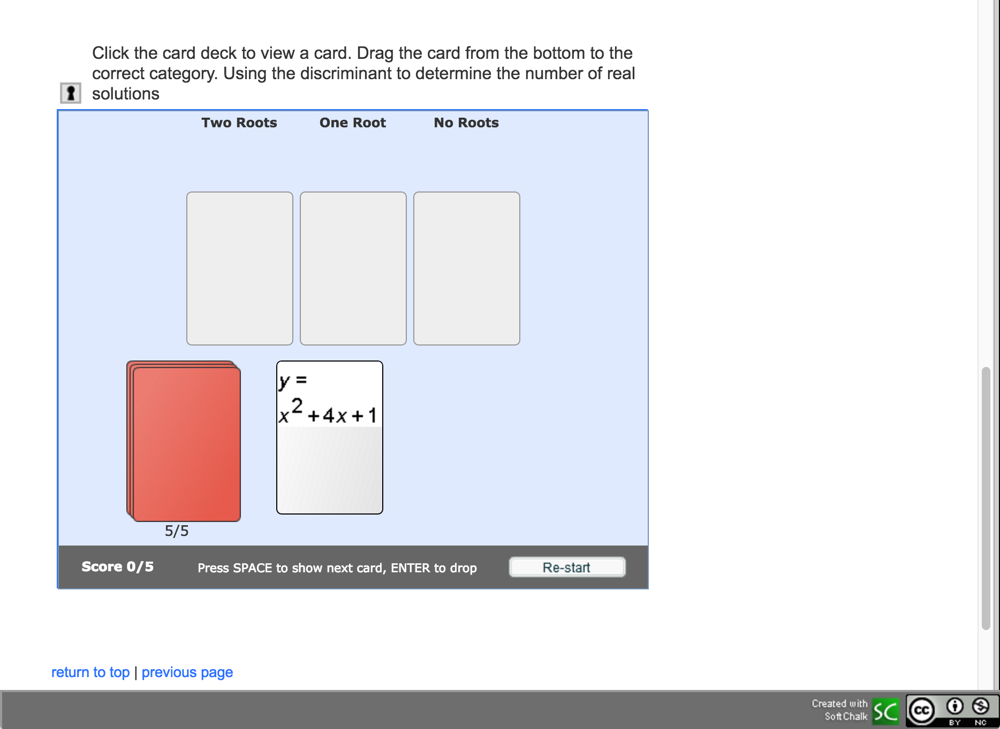 Click the card deck to view a card. Drag the card from the bottom to the
correct category. Using the discriminant to determine the number of real
solutions
Two Roots One Root No Roots
y =
x² + 4x + 1
5/5
Score 0/5 Press SPACE to show next card, ENTER to drop Re-start
return to top | previous page
Created with
SoftChalk
SC
cc
BY NC